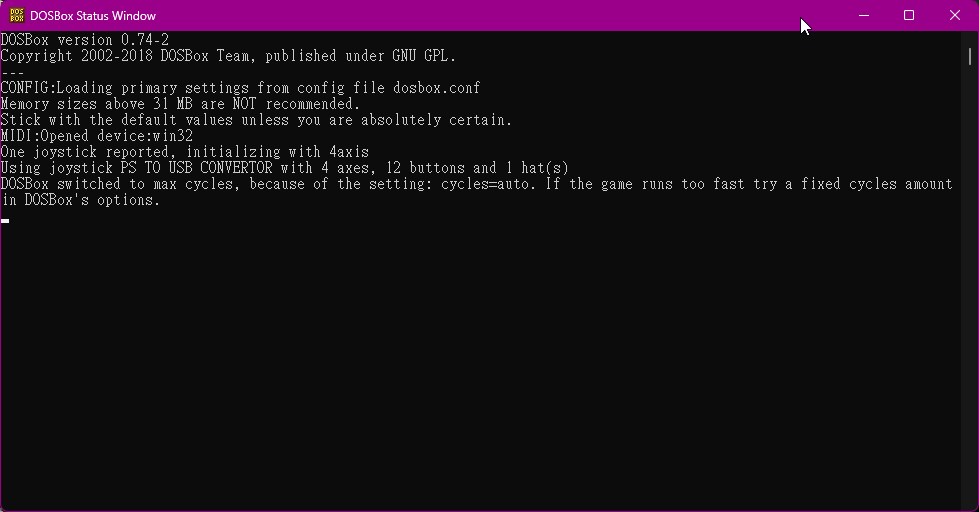 DOS
BOX
DOSBox Status Window
DOSBox version 0.74-2
Copyright 2002-2018 DOSBox Team, published under GNU GPL.
---
CONFIG:Loading primary settings from config file dosbox.conf
Memory sizes above 31 MB are NOT recommended.
Stick with the default values unless you are absolutely certain.
MIDI:Opened device:win32
One joystick reported, initializing with 4axis
Using joystick PS TO USB CONVERTOR with 4 axes, 12 buttons and 1 hat(s)
DOSBox switched to max cycles, because of the setting: cycles=auto. If the game runs too fast try a fixed cycles amount
in DOSBox's options.